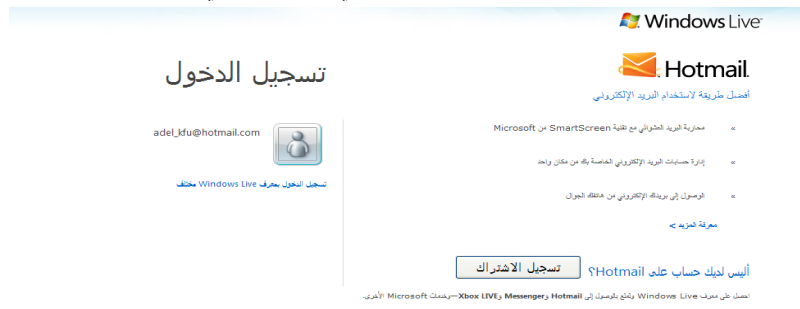 Windows Live
Hotmail
أفضل طريقة لاستخدام البريد الإلكتروني
» محاربة البريد العشوائي مع تقنية SmartScreen من Microsoft
» إدارة حسابات البريد الإلكتروني الخاصة بك من مكان واحد
» الوصول إلى بريدك الإلكتروني من هاتفك الجوال
معرفة المزيد >
أليس لديك حساب على Hotmail؟ تسجيل الاشتراك
احصل على معرف Windows Live وتمتع بالوصول إلى Hotmail وMessenger وXbox LIVE—وخدمات Microsoft الأخرى.
تسجيل الدخول
adel_kfu@hotmail.com
تسجيل الدخول بمعرف Windows Live مختلف